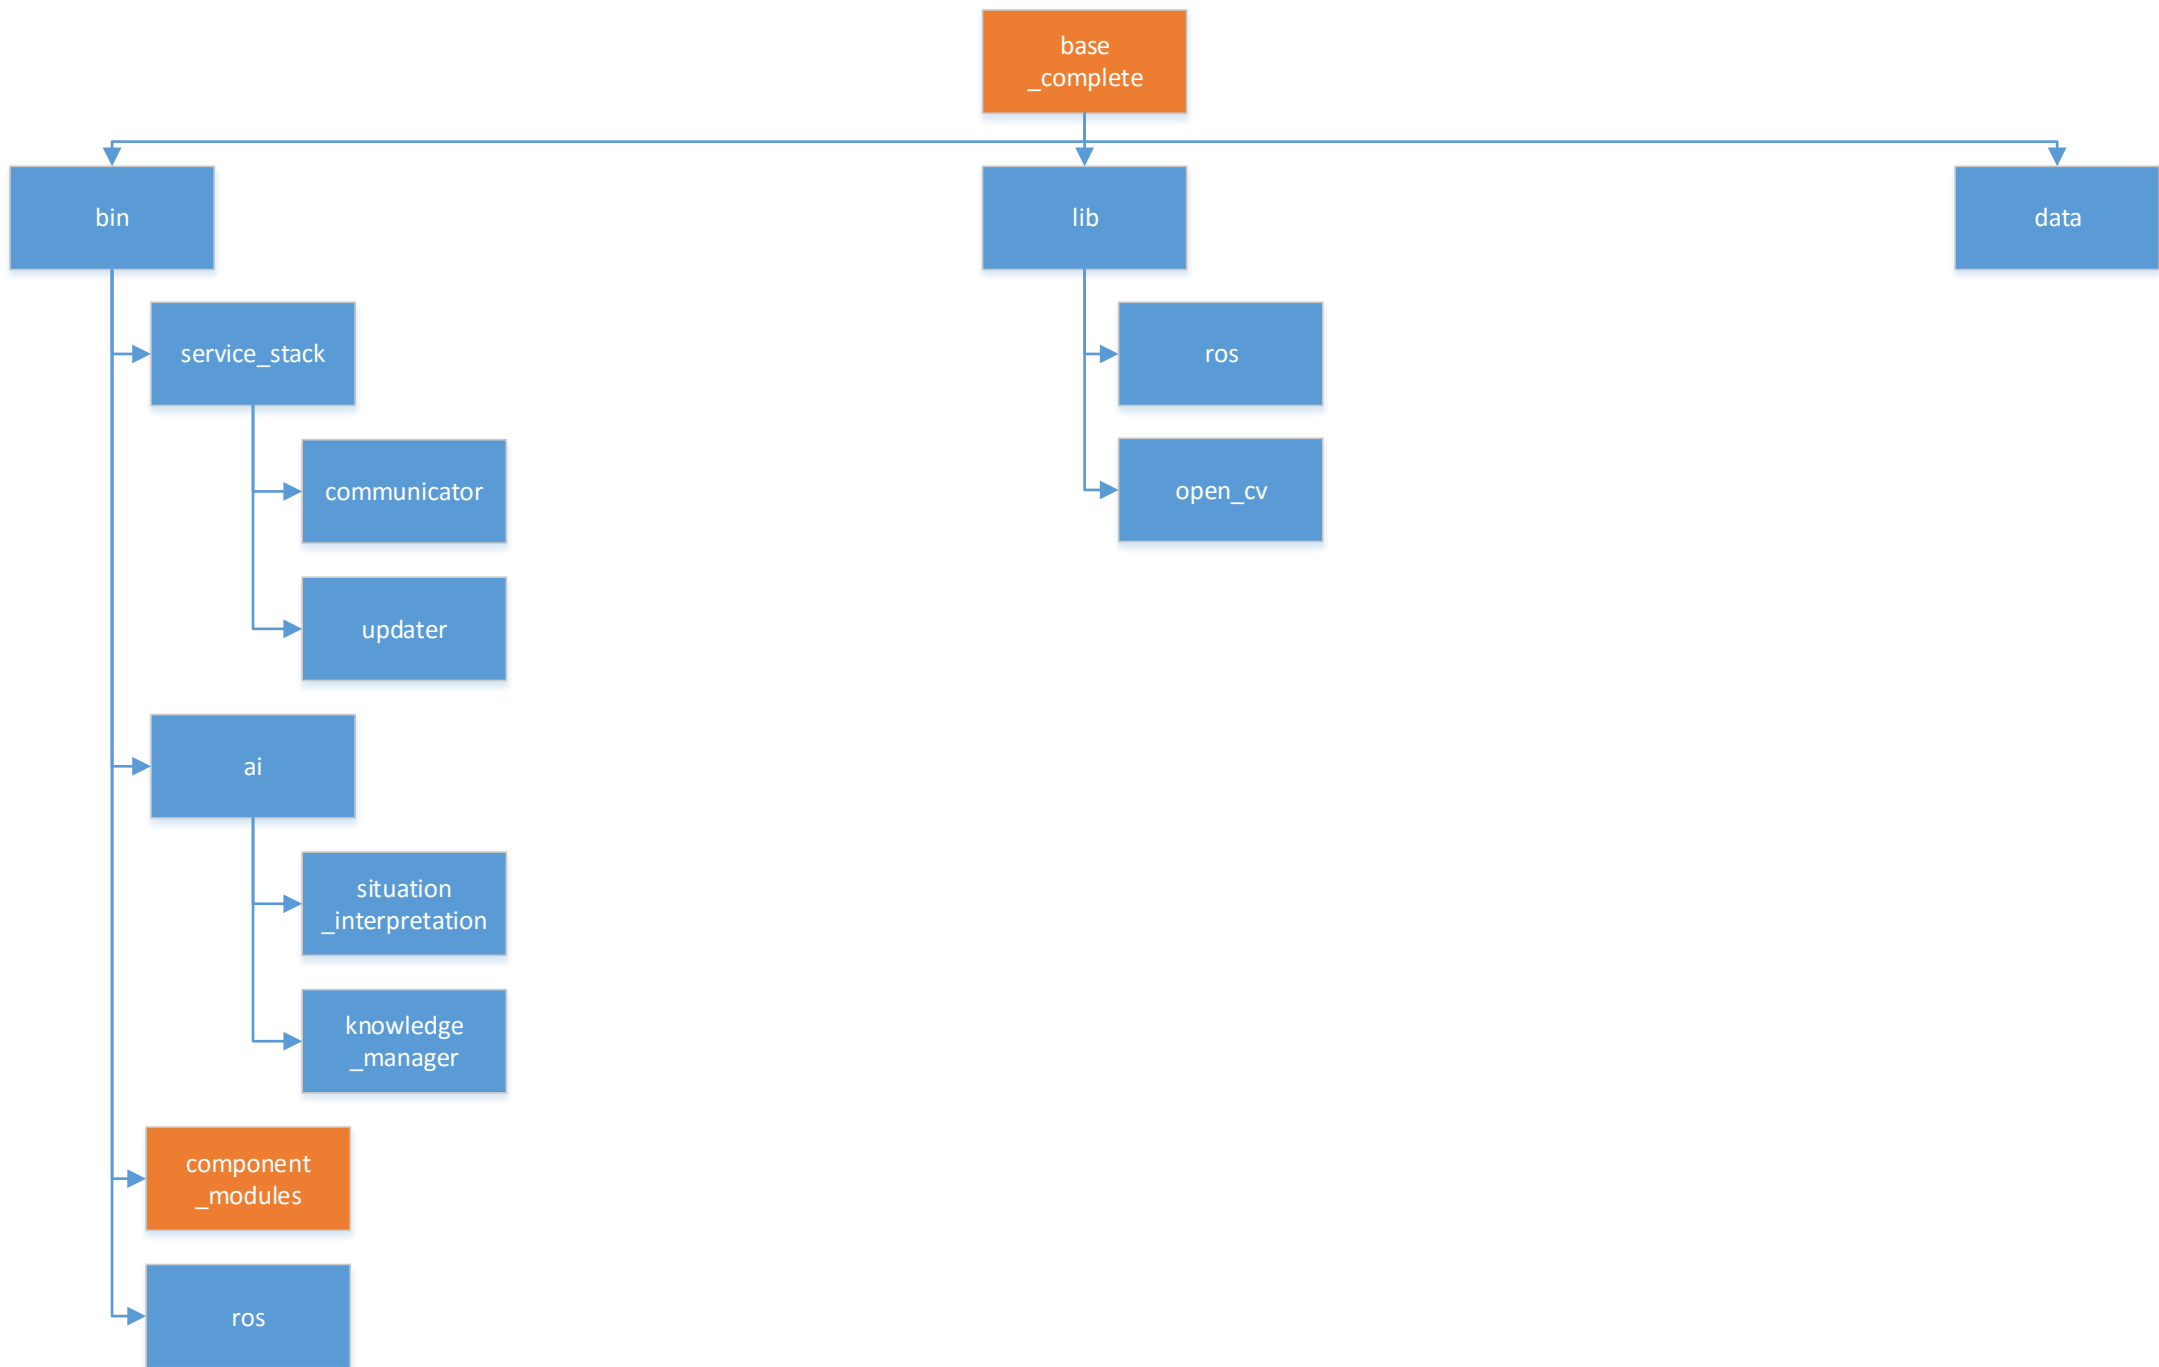 base
_complete
bin
lib
data
service_stack
ros
communicator
open_cv
updater
ai
situation
_interpretation
knowledge
_manager
component
_modules
ros